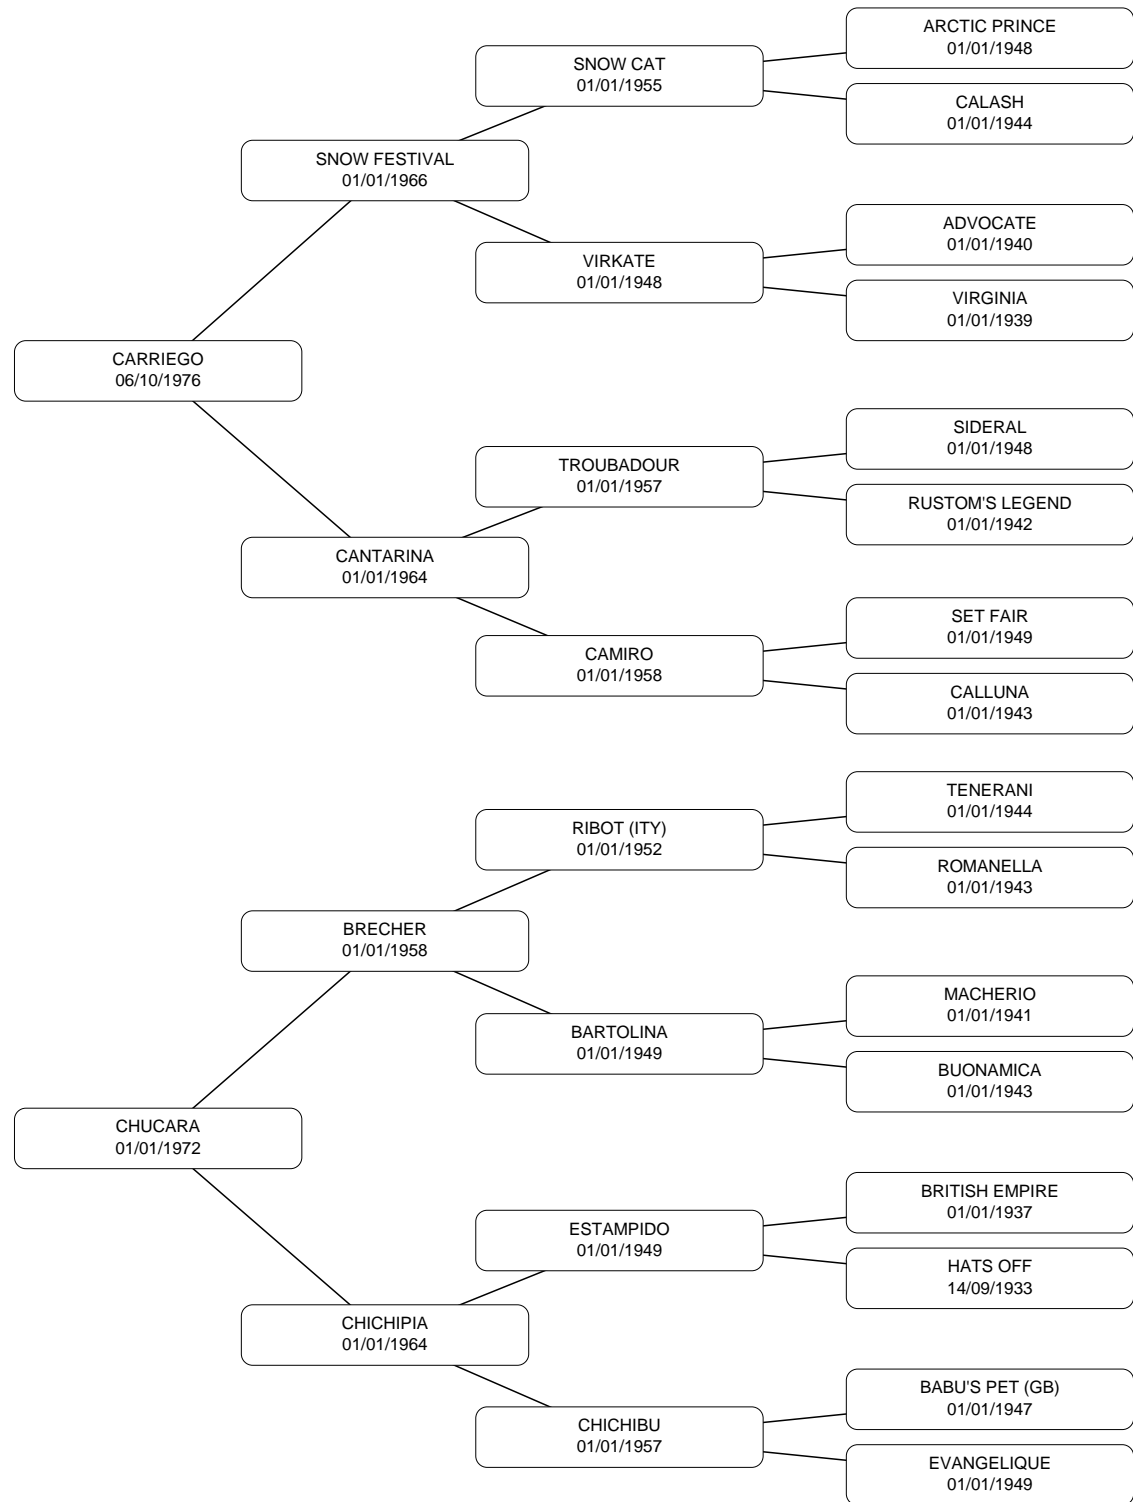 ARCTIC PRINCE
01/01/1948
SNOW CAT
01/01/1955
CALASH
01/01/1944
SNOW FESTIVAL
01/01/1966
ADVOCATE
01/01/1940
VIRKATE
01/01/1948
VIRGINIA
01/01/1939
CARRIEGO
06/10/1976
SIDERAL
01/01/1948
TROUBADOUR
01/01/1957
RUSTOM'S LEGEND
01/01/1942
CANTARINA
01/01/1964
SET FAIR
01/01/1949
CAMIRO
01/01/1958
CALLUNA
01/01/1943
TENERANI
01/01/1944
RIBOT (ITY)
01/01/1952
ROMANELLA
01/01/1943
BRECHER
01/01/1958
MACHERIO
01/01/1941
BARTOLINA
01/01/1949
BUONAMICA
01/01/1943
CHUCARA
01/01/1972
BRITISH EMPIRE
01/01/1937
ESTAMPIDO
01/01/1949
HATS OFF
14/09/1933
CHICHIPIA
01/01/1964
BABU'S PET (GB)
01/01/1947
CHICHIBU
01/01/1957
EVANGELIQUE
01/01/1949